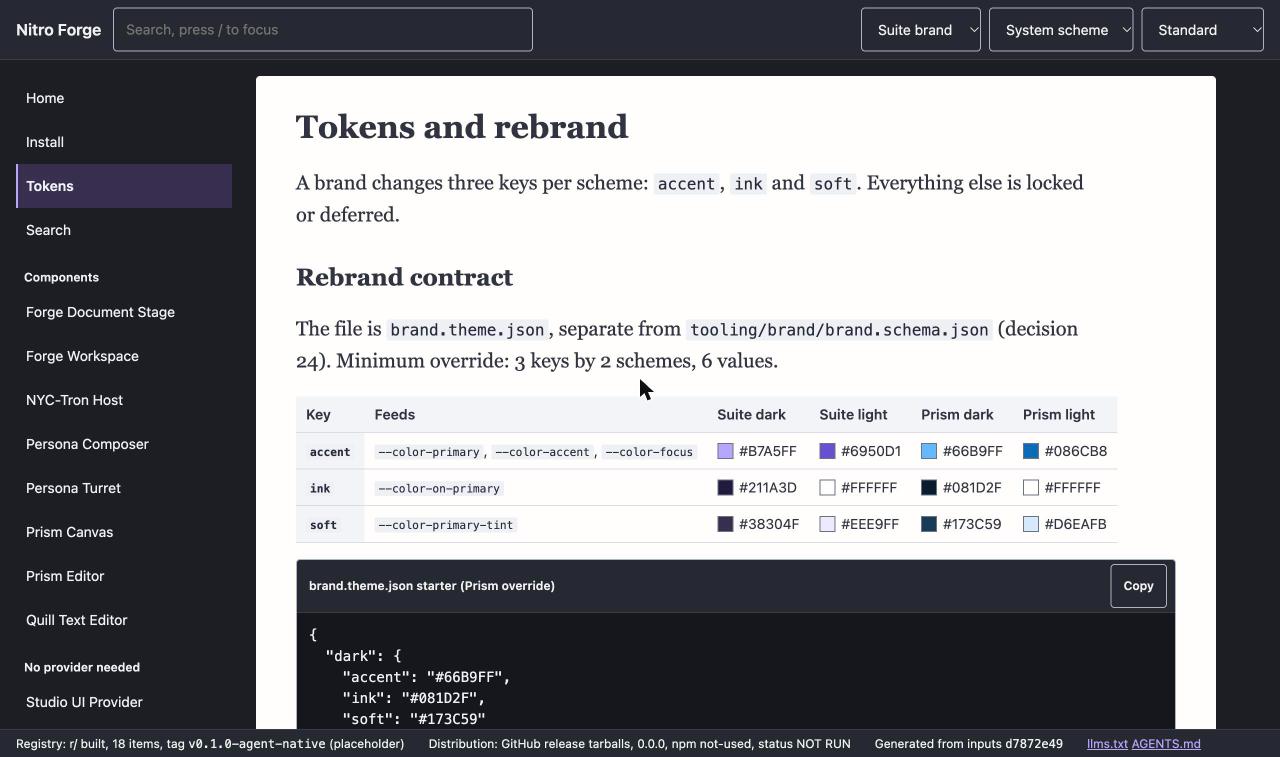 Nitro Forge
Search, press / to focus
Suite brand
System scheme
Standard
Home
Install
Tokens
Search
Components
Forge Document Stage
Forge Workspace
NYC-Tron Host
Persona Composer
Persona Turret
Prism Canvas
Prism Editor
Quill Text Editor
No provider needed
Studio UI Provider
Tokens and rebrand
A brand changes three keys per scheme: accent, ink and soft. Everything else is locked
or deferred.
Rebrand contract
The file is brand.theme.json, separate from tooling/brand/brand.schema.json (decision
24). Minimum override: 3 keys by 2 schemes, 6 values.
Key Feeds Suite dark Suite light Prism dark Prism light
accent --color-primary, --color-accent, --color-focus #B7A5FF #6950D1 #66B9FF #086CB8
ink --color-on-primary #211A3D #FFFFFF #081D2F #FFFFFF
soft --color-primary-tint #38304F #EEE9FF #173C59 #D6EAFB
brand.theme.json starter (Prism override)
Copy
{
"dark": {
"accent": "#66B9FF",
"ink": "#081D2F",
"soft": "#173C59"
Registry: r/ built, 18 items, tag v0.1.0-agent-native (placeholder) Distribution: GitHub release tarballs, 0.0.0, npm not-used, status NOT RUN Generated from inputs d7872e49 llms.txt AGENTS.md